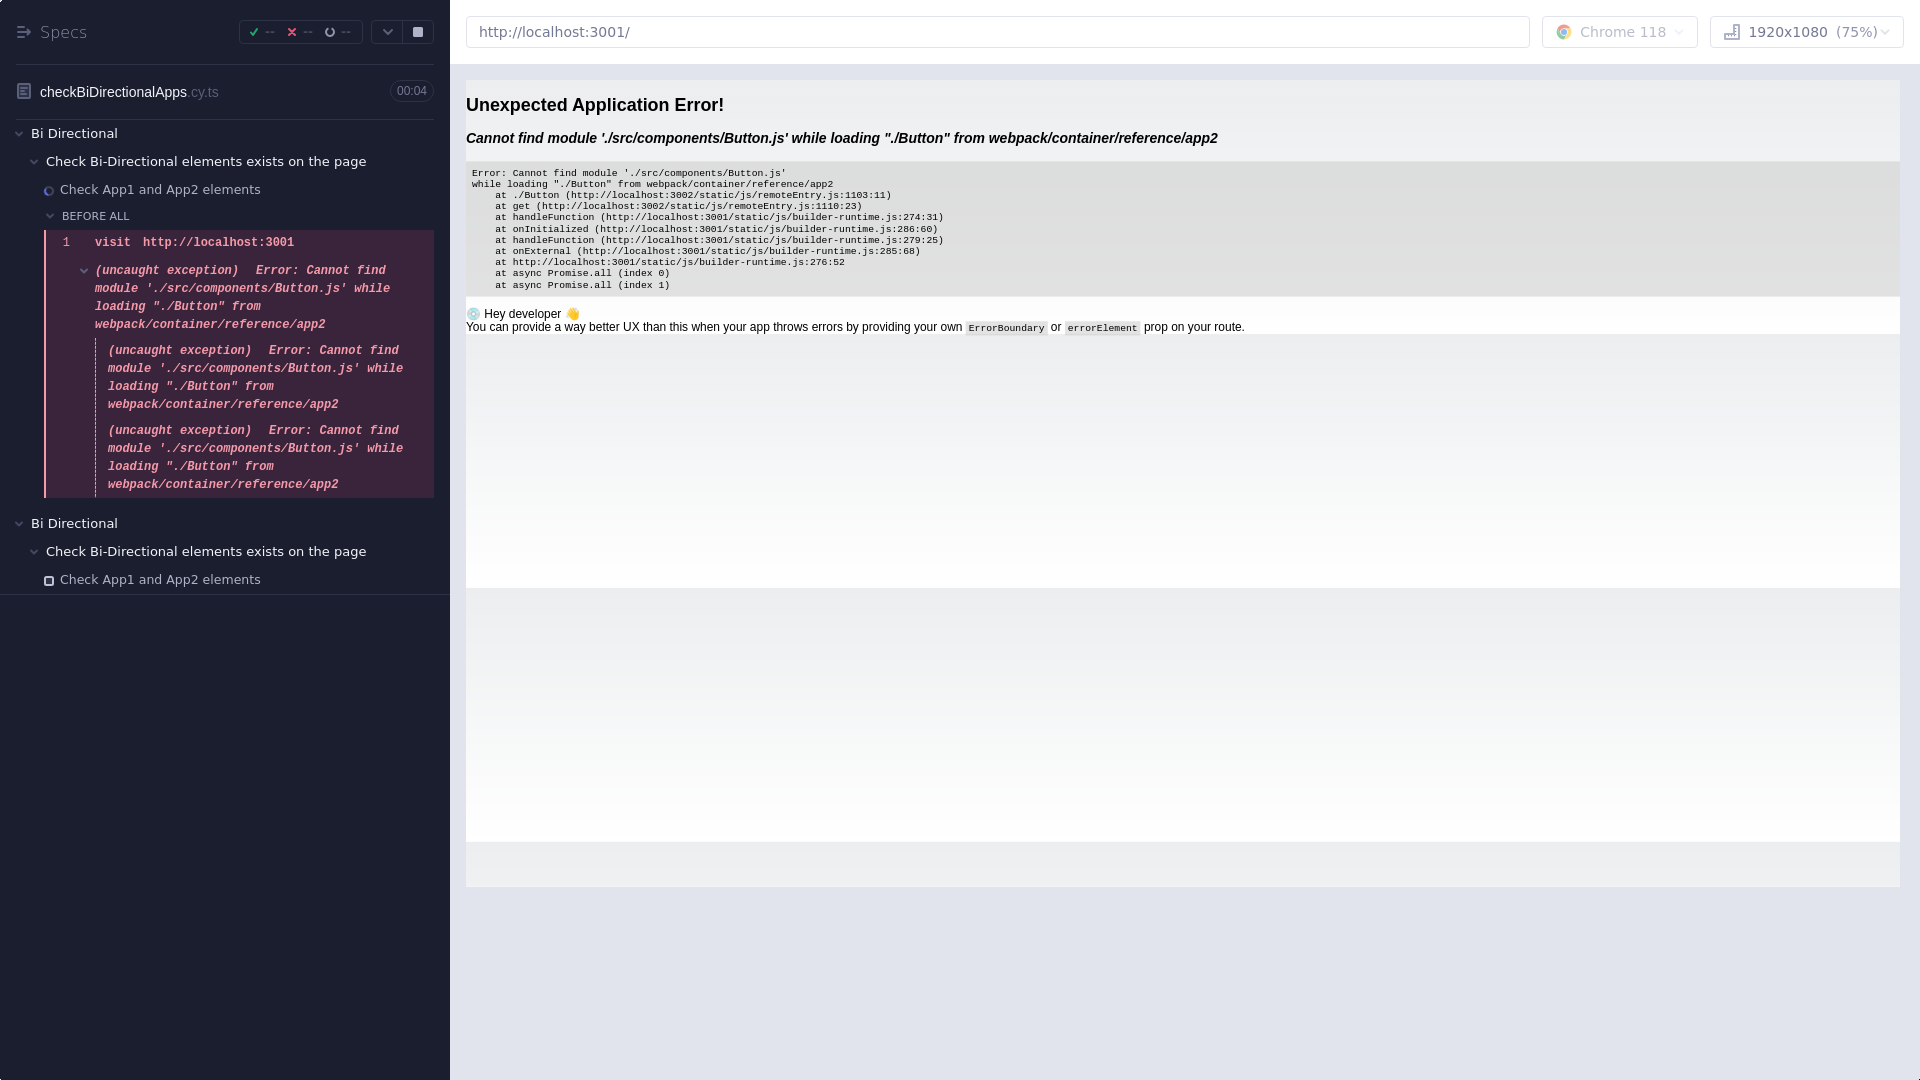 Specs
-- -- --
checkBiDirectionalApps.cy.ts 00:04
Bi Directional
Check Bi-Directional elements exists on the page
Check App1 and App2 elements
BEFORE ALL
1 visit http://localhost:3001
(uncaught exception) Error: Cannot find
module './src/components/Button.js' while
loading "./Button" from
webpack/container/reference/app2
(uncaught exception) Error: Cannot find
module './src/components/Button.js' while
loading "./Button" from
webpack/container/reference/app2
(uncaught exception) Error: Cannot find
module './src/components/Button.js' while
loading "./Button" from
webpack/container/reference/app2
Bi Directional
Check Bi-Directional elements exists on the page
Check App1 and App2 elements
http://localhost:3001/
Chrome 118
1920x1080 (75%)
Unexpected Application Error!
Cannot find module './src/components/Button.js' while loading "./Button" from webpack/container/reference/app2
Error: Cannot find module './src/components/Button.js'
while loading "./Button" from webpack/container/reference/app2
at ./Button (http://localhost:3002/static/js/remoteEntry.js:1103:11)
at get (http://localhost:3002/static/js/remoteEntry.js:1110:23)
at handleFunction (http://localhost:3001/static/js/builder-runtime.js:274:31)
at onInitialized (http://localhost:3001/static/js/builder-runtime.js:286:60)
at handleFunction (http://localhost:3001/static/js/builder-runtime.js:279:25)
at onExternal (http://localhost:3001/static/js/builder-runtime.js:285:68)
at http://localhost:3001/static/js/builder-runtime.js:276:52
at async Promise.all (index 0)
at async Promise.all (index 1)
💿 Hey developer 👋
You can provide a way better UX than this when your app throws errors by providing your own ErrorBoundary or errorElement prop on your route.